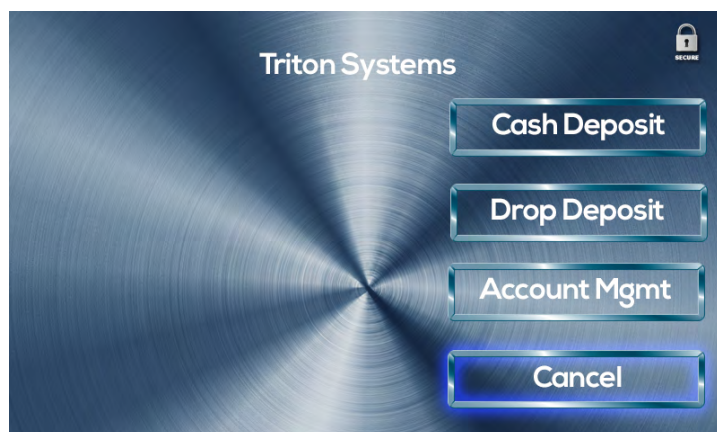 Triton Systems
SECURE
Cash Deposit
Drop Deposit
Account Mgmt
Cancel